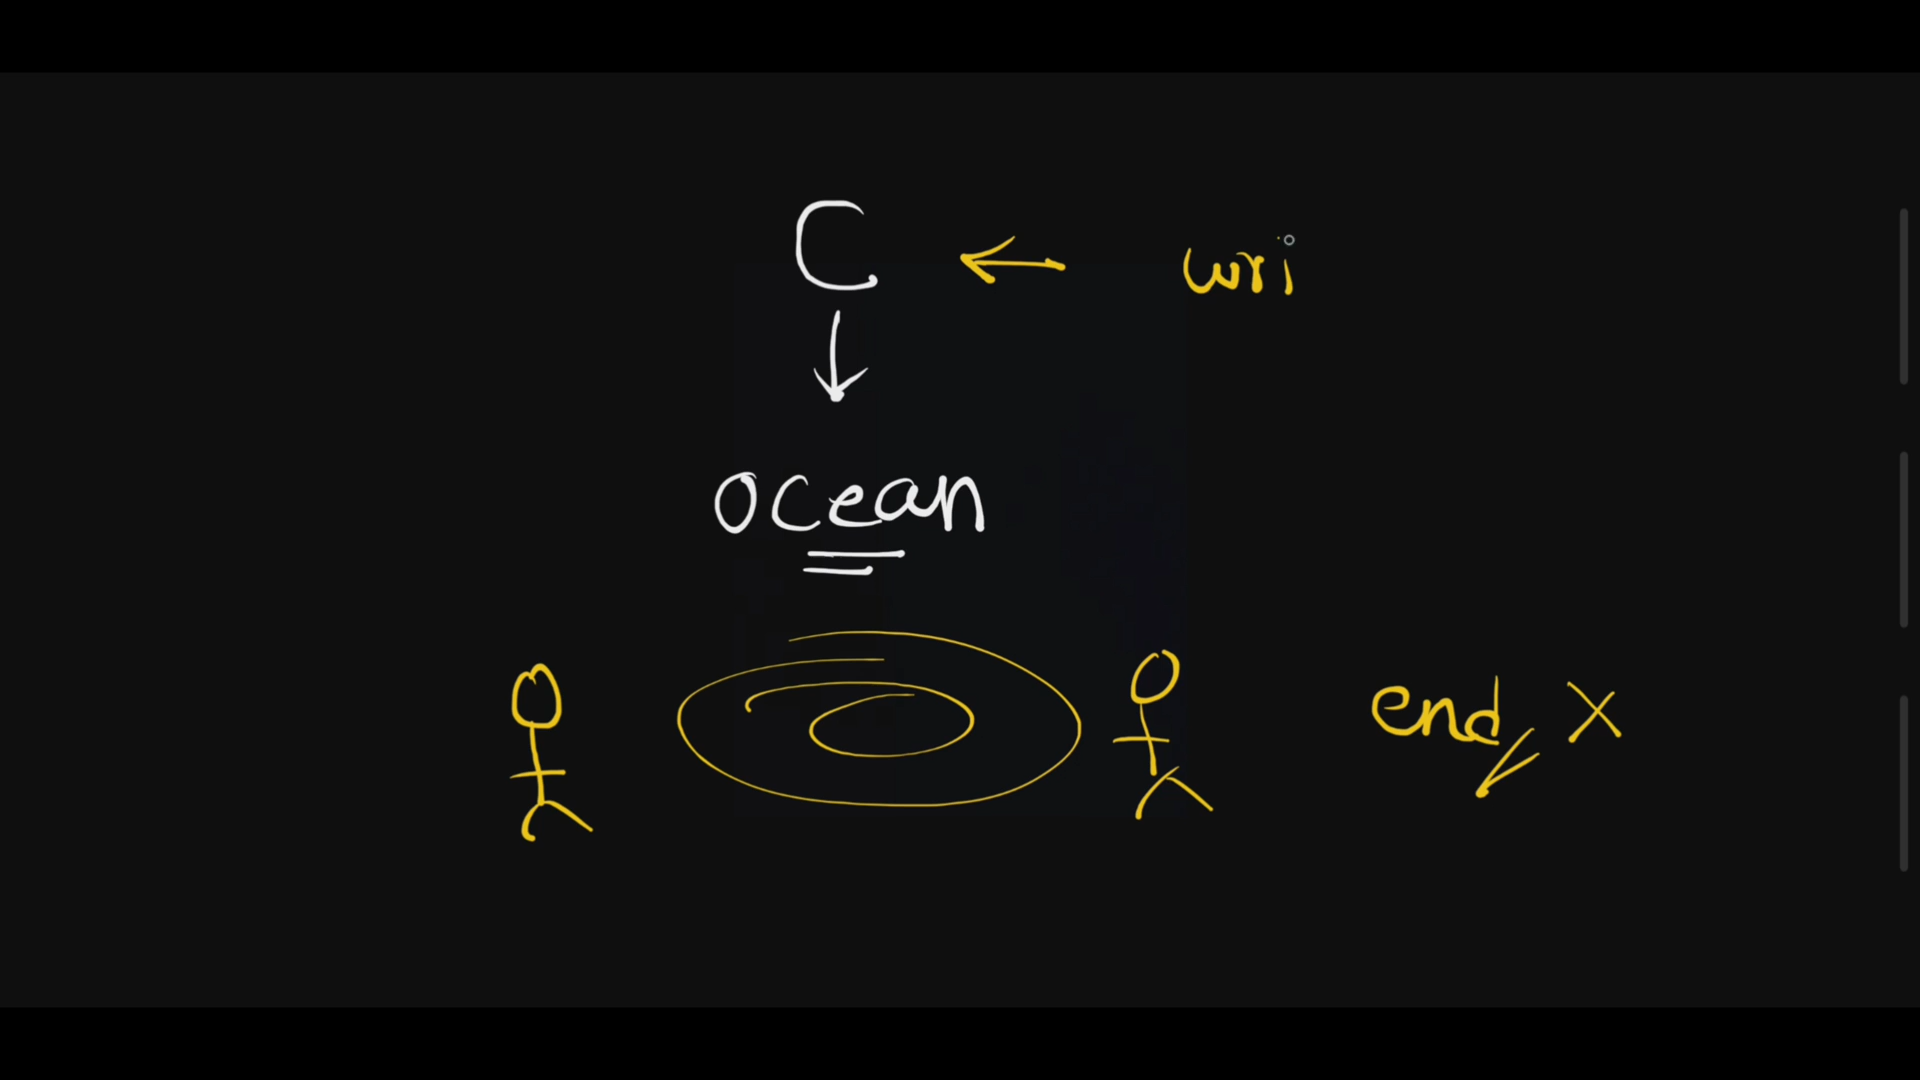 C ← wri
ocean
end X